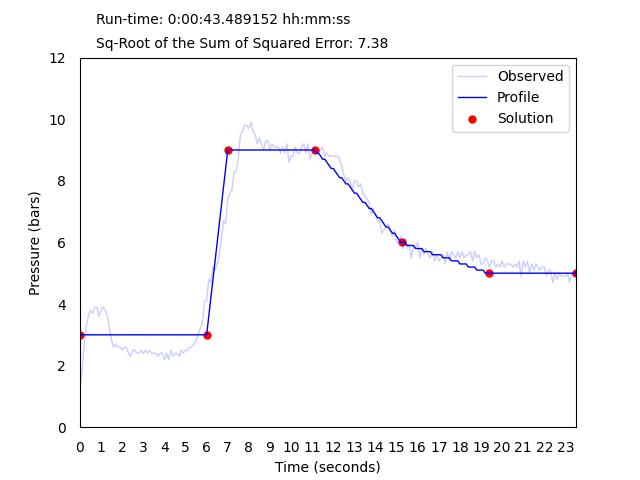 Run-time: 0:00:43.489152 hh:mm:ss
Sq-Root of the Sum of Squared Error: 7.38
Observed
Profile
Solution
12
10
8
6
4
2
0
Pressure (bars)
0 1 2 3 4 5 6 7 8 9 10 11 12 13 14 15 16 17 18 19 20 21 22 23
Time (seconds)